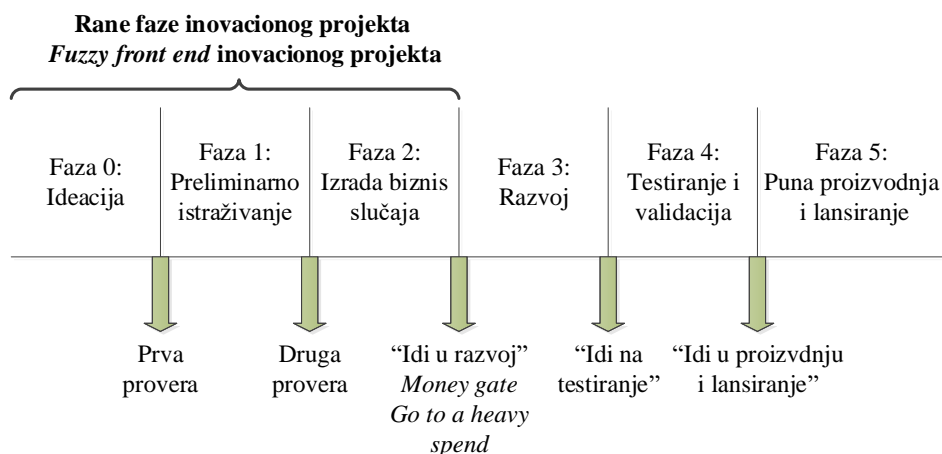 Rane faze inovacionog projekta
Fuzzy front end inovacionog projekta
Faza 0:
Ideacija
Faza 1:
Preliminarno
istraživanje
Faza 2:
Izrada biznis
slučaja
Faza 3:
Razvoj
Faza 4:
Testiranje i
validacija
Faza 5:
Puna proizvodnja
i lansiranje
Prva
provera
Druga
provera
“Idi u razvoj”
Money gate
Go to a heavy
spend
“Idi na
testiranje”
“Idi u proizvdnju
i lansiranje”